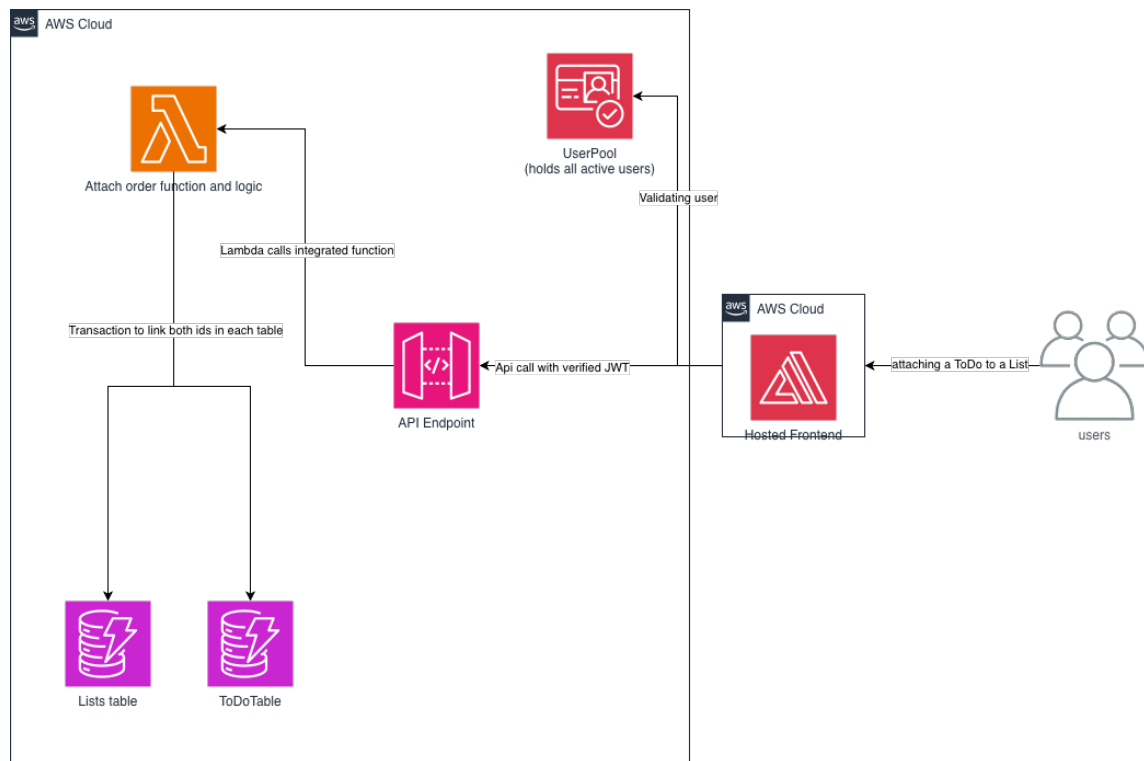 aws
AWS Cloud
Attach order function and logic
UserPool
(holds all active users)
Validating user
Lambda calls integrated function
Transaction to link both ids in each table
Api call with verified JWT
API Endpoint
aws
AWS Cloud
Hosted Frontend
attaching a ToDo to a List
users
Lists table
ToDoTable